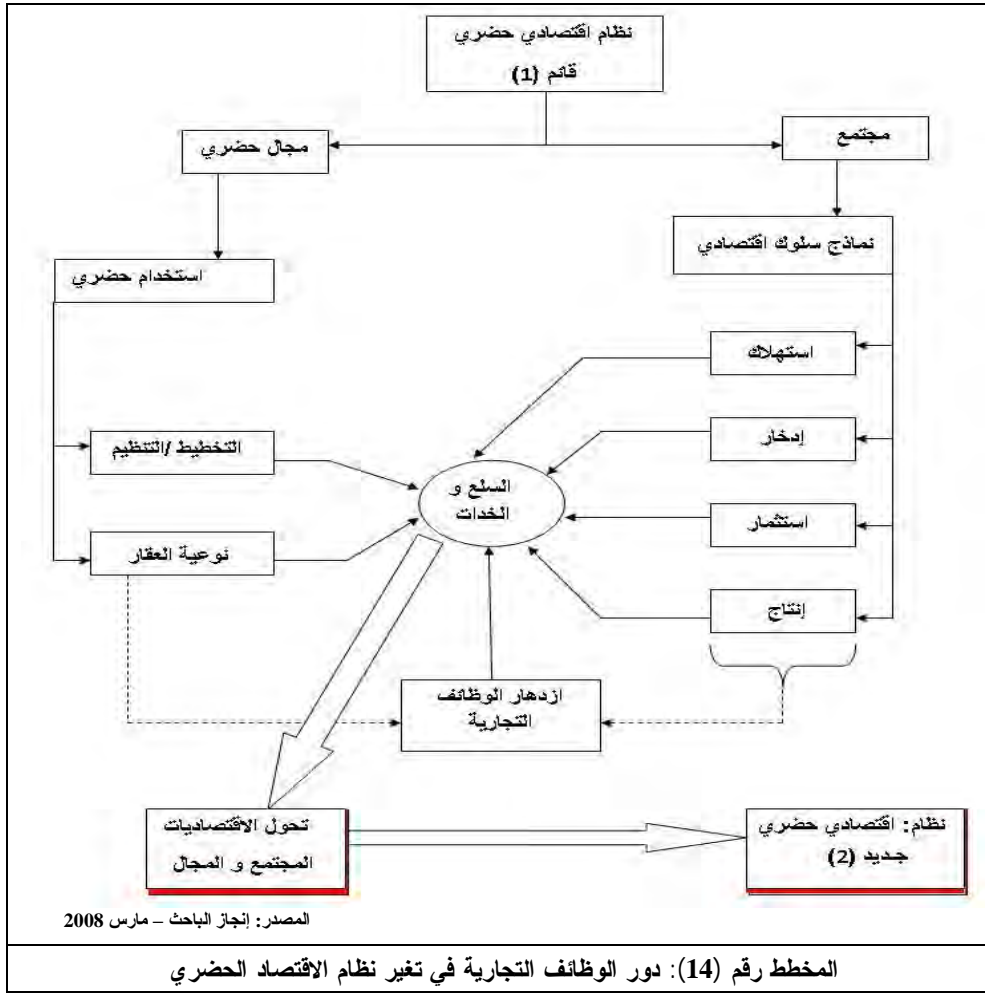 نظام اقتصادي حضري
قائم (1)
مجتمع
مجال حضري
نماذج سلوك اقتصادي
استخدام حضري
استهلاك
إدخار
التخطيط /التنظيم
السلع و
الخدات
استثمار
نوعية العقار
إنتاج
ازدهار الوظائف
التجارية
نظام: اقتصادي حضري
جديد (2)
تحول الاقتصاديات
المجتمع و المجال
المصدر: إنجاز الباحث – مارس 2008
المخطط رقم (14): دور الوظائف التجارية في تغير نظام الاقتصاد الحضري